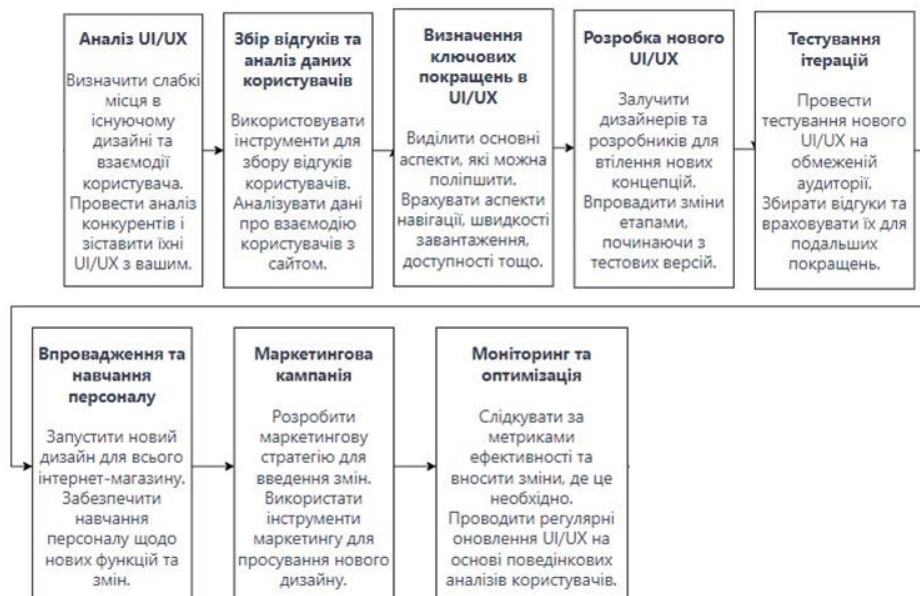 Аналіз UI/UX
Визначити слабкі
місця в
існуючому
дизайні та
взаємодії
користувача.
Провести аналіз
конкурентів і
зіставити їхні
UI/UX з вашим.
Збір відгуків та
аналіз даних
користувачів
Використовувати
інструменти для
збору відгуків
користувачів.
Аналізувати дані
про взаємодію
користувачів з
сайтом.
Визначення
ключових
покращень в
UI/UX
Виділити основні
аспекти, які можна
поліпшити.
Врахувати аспекти
навігації, швидкості
завантаження,
доступності тощо.
Розробка нового
UI/UX
Залучити
дизайнерів та
розробників для
втілення нових
концепцій.
Впровадити зміни
етапами,
починаючи з
тестових версій.
Тестування
ітерацій
Провести
тестування нового
UI/UX на
обмеженій
аудиторії.
Збирати відгуки та
враховувати їх для
подальших
покращень.
Впровадження та
навчання
персоналу
Запустити новий
дизайн для всього
інтернет-магазину.
Забезпечити
навчання
персоналу щодо
нових функцій та
змін.
Маркетингова
кампанія
Розробити
маркетингову
стратегію для
введення змін.
Використати
інструменти
маркетингу для
просування нового
дизайну.
Моніторинг та
оптимізація
Слідкувати за
метриками
ефективності та
вносити зміни, де це
необхідно.
Проводити регулярні
оновлення UI/UX на
основі поведінкових
аналізів користувачів.